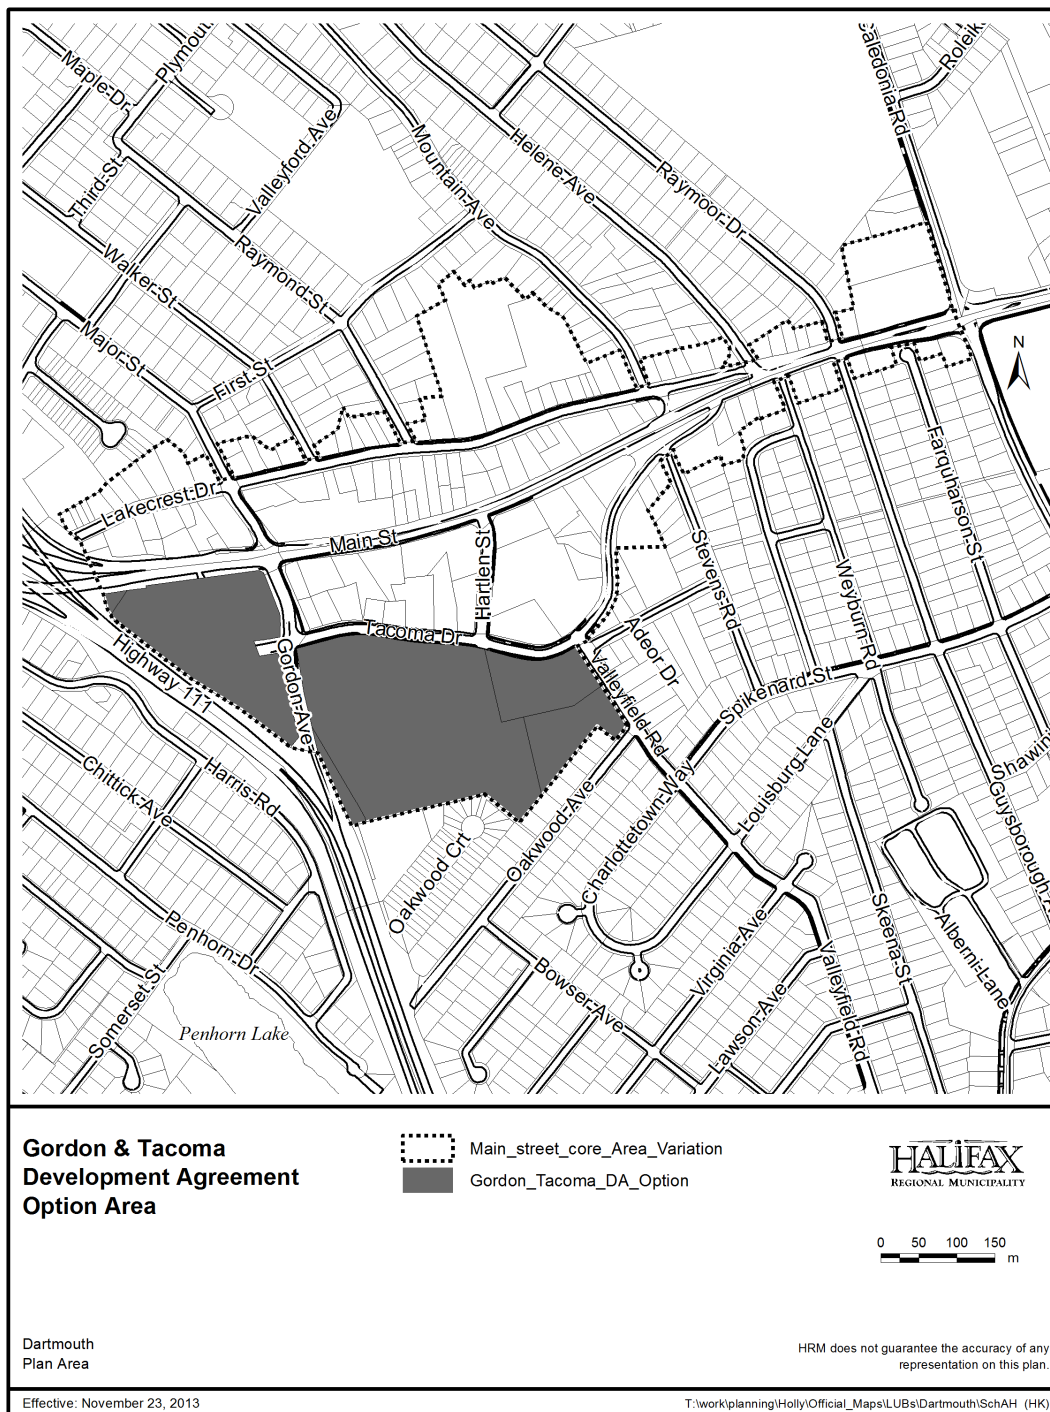 Maple-Dr
Plymout
Third-St
Valleyford Ave
Mountain-Ave
Helene-Ave
Raymoor-Dr
Caledonia-Rd
Roleik
Walker-St
Raymond-St
Major-St
First-St
N
Lakecrest-Dr
Main St
Hartlen-St
Tacoma Dr
Stevens-Rd
Weyburn-Rd
Farquharson-St
Adeor Dr
Highway 111
Gordon-Ave
Valleyfield-Rd
Spikenard St
Louisburg-Lane
Shawini
Guysborough-A
Chittick-Ave
Harris-Rd
Oakwood-Ave
Charlottetown-Way
Oakwood Crt
Penhorn-Dr
Somerset-St
Penhorn Lake
Bowser-Ave
Virginia-Ave
Lawson-Ave
Valleyfield-Rd
Skeena-St
Alberni-Lane
Gordon & Tacoma
Development Agreement
Option Area
Main_street_core_Area_Variation
Gordon_Tacoma_DA_Option
HALIFAX
REGIONAL MUNICIPALITY
0 50 100 150
m
Dartmouth
Plan Area
HRM does not guarantee the accuracy of any
representation on this plan.
Effective: November 23, 2013
T:\work\planning\Holly\Official_Maps\LUBs\Dartmouth\SchAH (HK)